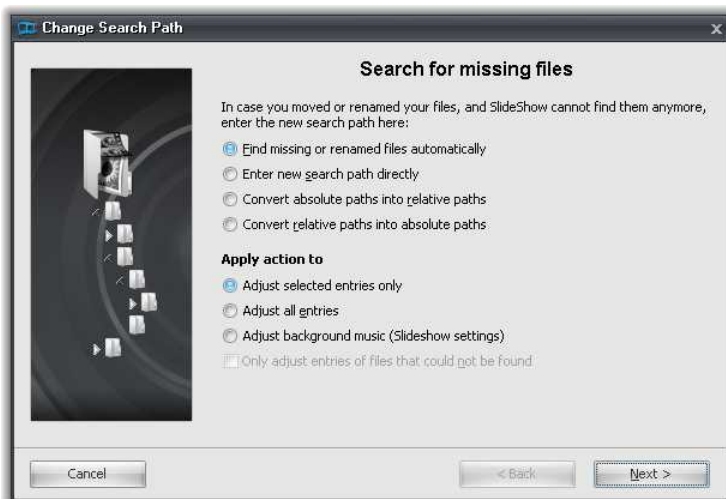 Change Search Path
Search for missing files
In case you moved or renamed your files, and SlideShow cannot find them anymore,
enter the new search path here:
Find missing or renamed files automatically
Enter new search path directly
Convert absolute paths into relative paths
Convert relative paths into absolute paths
Apply action to
Adjust selected entries only
Adjust all entries
Adjust background music (Slideshow settings)
Only adjust entries of files that could not be found
Cancel
< Back
Next >